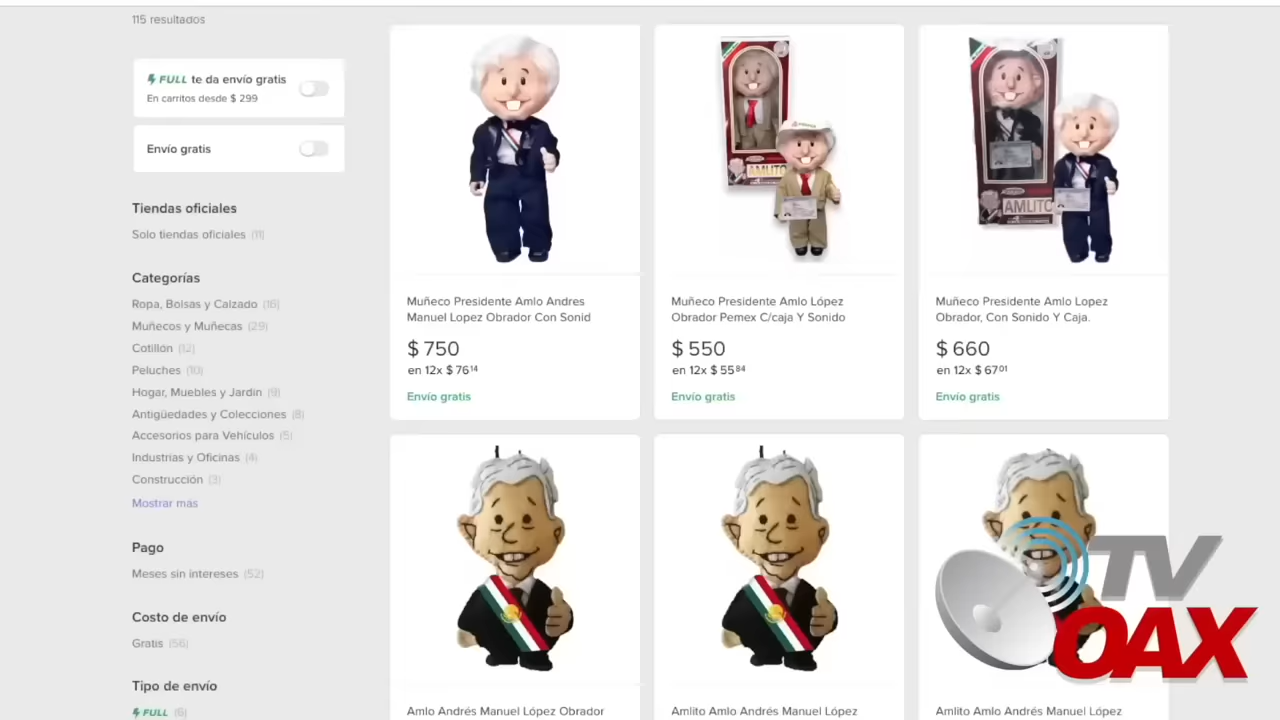 115 resultados
FULL te da envío gratis
En carritos desde $ 299
Envío gratis
Tiendas oficiales
Solo tiendas oficiales (11)
Categorías
Ropa, Bolsas y Calzado (16)
Muñecos y Muñecas (29)
Cotillón (12)
Peluches (10)
Hogar, Muebles y Jardín (9)
Antigüedades y Colecciones (8)
Accesorios para Vehículos (5)
Industrias y Oficinas (4)
Construcción (3)
Mostrar más
Pago
Meses sin intereses (52)
Costo de envío
Gratis (56)
Tipo de envío
FULL (6)
AMLITO
AMLITO
Muñeco Presidente Amlo Andres
Manuel Lopez Obrador Con Sonid
$ 750
en 12x $ 76 14
Envío gratis
Muñeco Presidente Amlo López
Obrador Pemex C/caja Y Sonido
$ 550
en 12x $ 55 84
Envío gratis
Muñeco Presidente Amlo Lopez
Obrador, Con Sonido Y Caja.
$ 660
en 12x $ 67 01
Envío gratis
Amlo Andrés Manuel López Obrador
Amlito Amlo Andrés Manuel López
Amlito Amlo Andrés Manuel López
TV
OAX